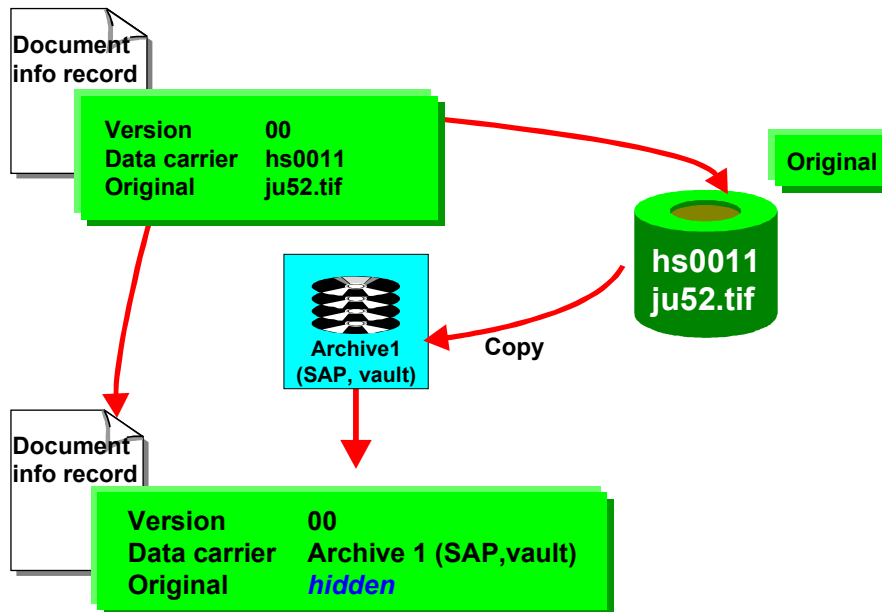 Document
info record
Version 00
Data carrier hs0011
Original ju52.tif
Original
hs0011
ju52.tif
Archive1
(SAP, vault)
Copy
Document
info record
Version 00
Data carrier Archive 1 (SAP,vault)
Original hidden